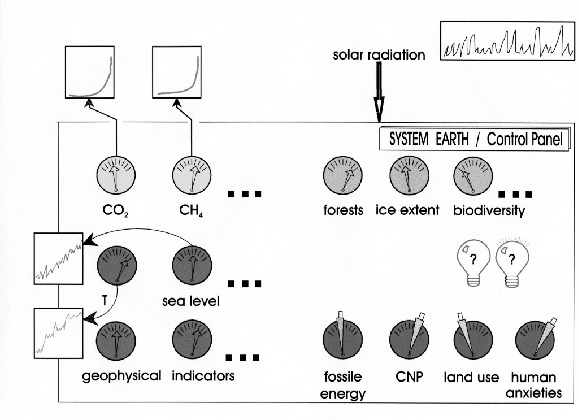 solar radiation
SYSTEM EARTH / Control Panel
CO₂
CH₄
forests
ice extent
biodiversity
? ?
T
sea level
geophysical
indicators
fossile
energy
CNP
land use
human
anxieties